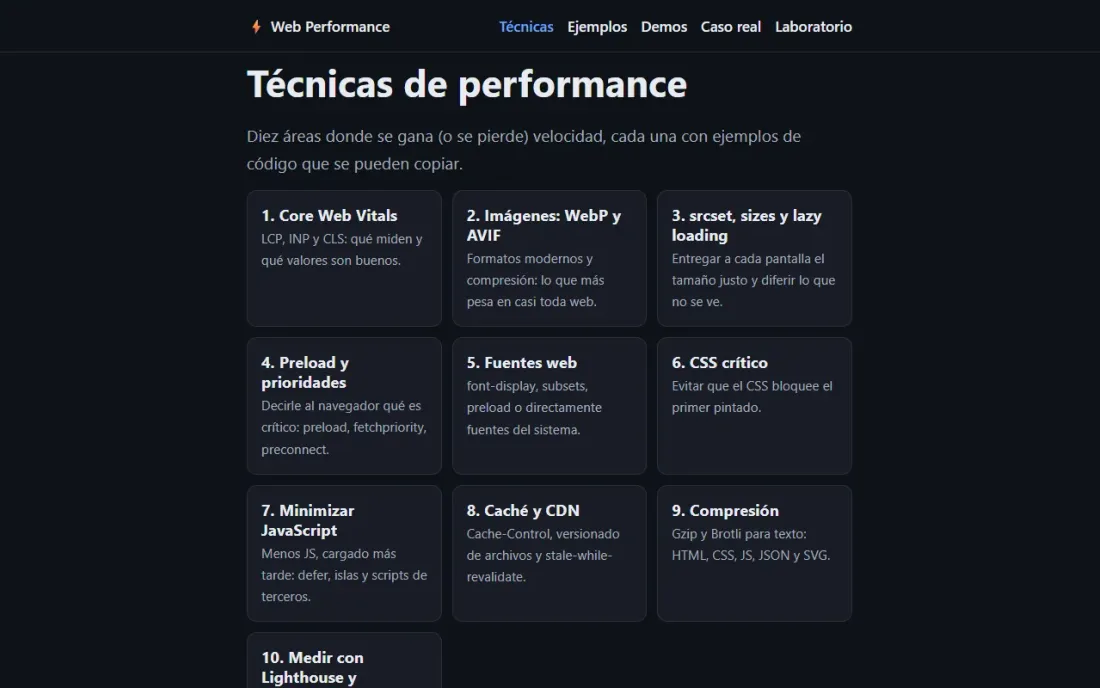 Web Performance
Técnicas
Ejemplos
Demos
Caso real
Laboratorio
Técnicas de performance
Diez áreas donde se gana (o se pierde) velocidad, cada una con ejemplos de
código que se pueden copiar.
1. Core Web Vitals
LCP, INP y CLS: qué miden y
qué valores son buenos.
2. Imágenes: WebP y
AVIF
Formatos modernos y
compresión: lo que más
pesa en casi toda web.
3. srcset, sizes y lazy
loading
Entregar a cada pantalla el
tamaño justo y diferir lo que
no se ve.
4. Preload y
prioridades
Decirle al navegador qué es
crítico: preload, fetchpriority,
preconnect.
5. Fuentes web
font-display, subsets,
preload o directamente
fuentes del sistema.
6. CSS crítico
Evitar que el CSS bloquee el
primer pintado.
7. Minimizar
JavaScript
Menos JS, cargado más
tarde: defer, islas y scripts de
terceros.
8. Caché y CDN
Cache-Control, versionado
de archivos y stale-while-
revalidate.
9. Compresión
Gzip y Brotli para texto:
HTML, CSS, JS, JSON y SVG.
10. Medir con
Lighthouse y